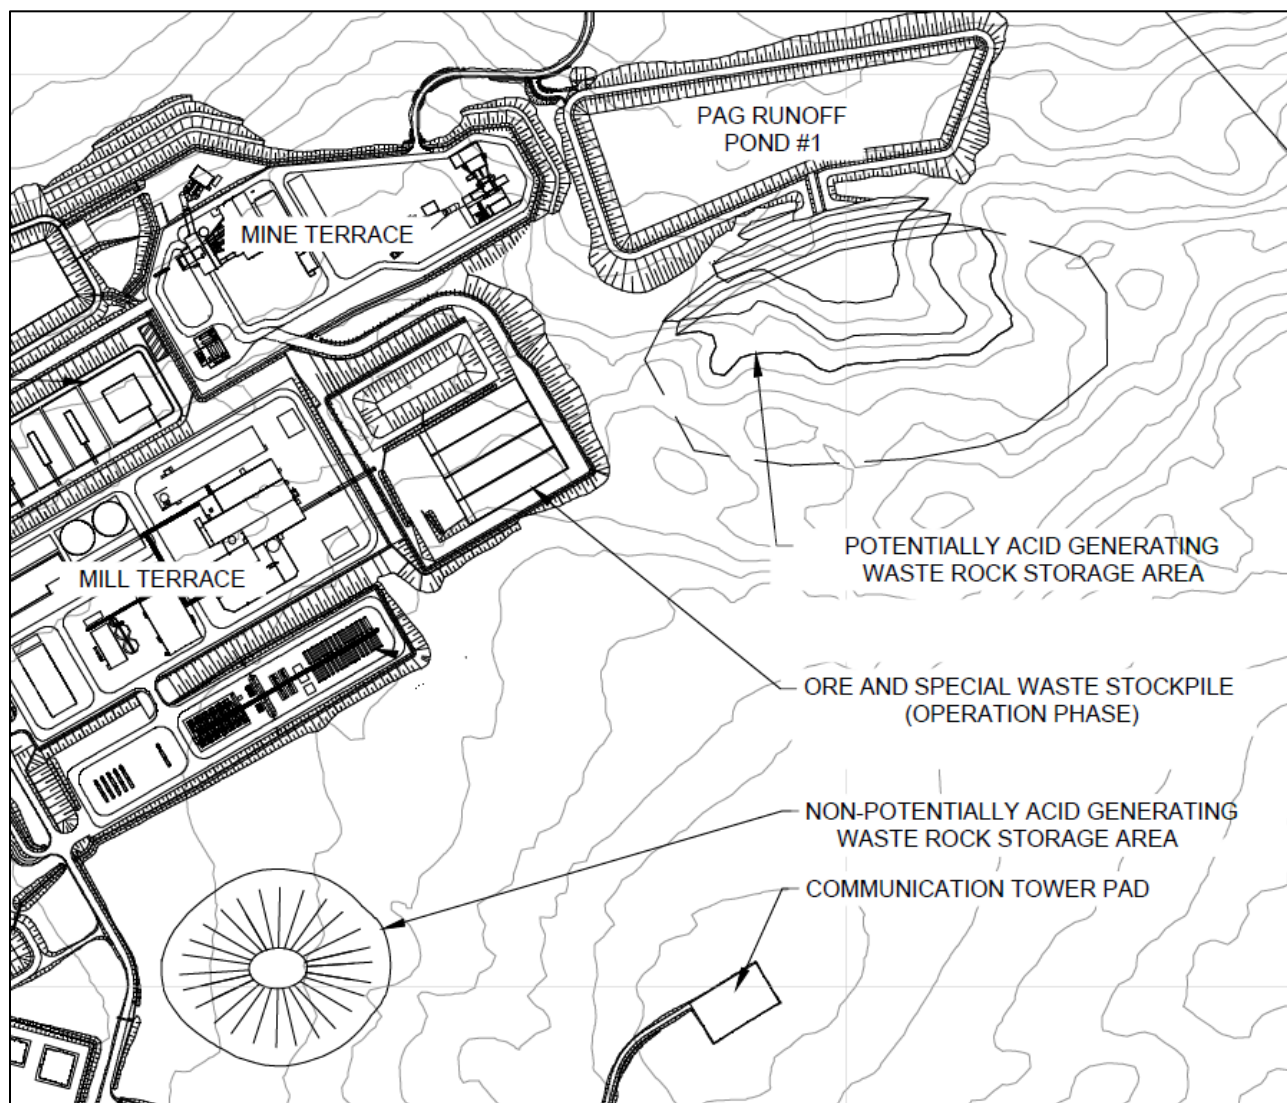 PAG RUNOFF
POND #1
MINE TERRACE
POTENTIALLY ACID GENERATING
WASTE ROCK STORAGE AREA
MILL TERRACE
ORE AND SPECIAL WASTE STOCKPILE
(OPERATION PHASE)
NON-POTENTIALLY ACID GENERATING
WASTE ROCK STORAGE AREA
COMMUNICATION TOWER PAD